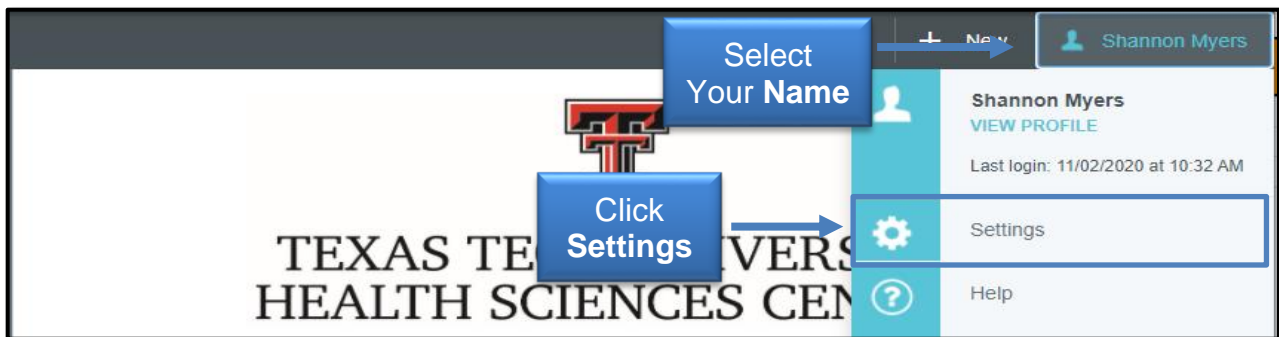 + New Shannon Myers
Select
Your Name
Shannon Myers
VIEW PROFILE
Last login: 11/02/2020 at 10:32 AM
Click
Settings
Settings
TEXAS TE VERS
HEALTH SCIENCES CEN
Help